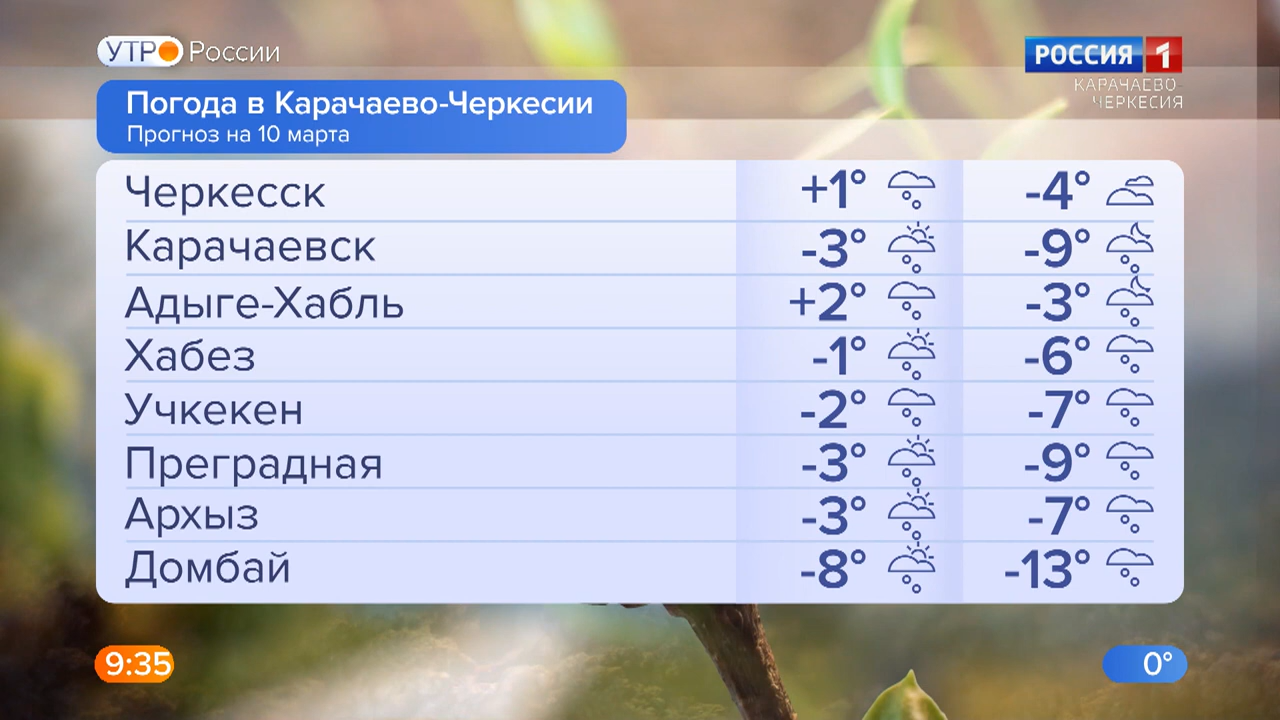 УТРО России
РОССИЯ 1
КАРАЧАЕВО-
ЧЕРКЕСИЯ
Погода в Карачаево-Черкесии
Прогноз на 10 марта
Черкесск +1° -4°
Карачаевск -3° -9°
Адыге-Хабль +2° -3°
Хабез -1° -6°
Учкекен -2° -7°
Преградная -3° -9°
Архыз -3° -7°
Домбай -8° -13°
9:35 0°